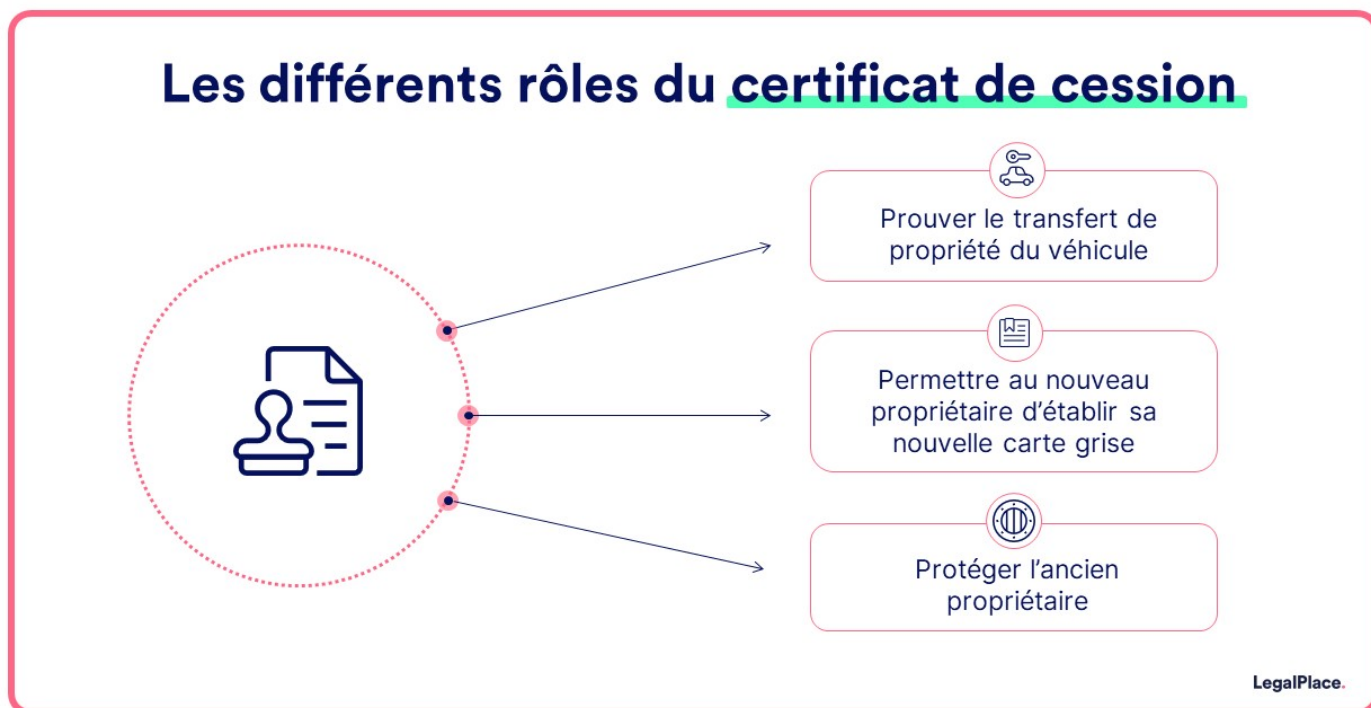 Les différents rôles du certificat de cession
Prouver le transfert de
propriété du véhicule
Permettre au nouveau
propriétaire d’établir sa
nouvelle carte grise
Protéger l’ancien
propriétaire
LegalPlace.